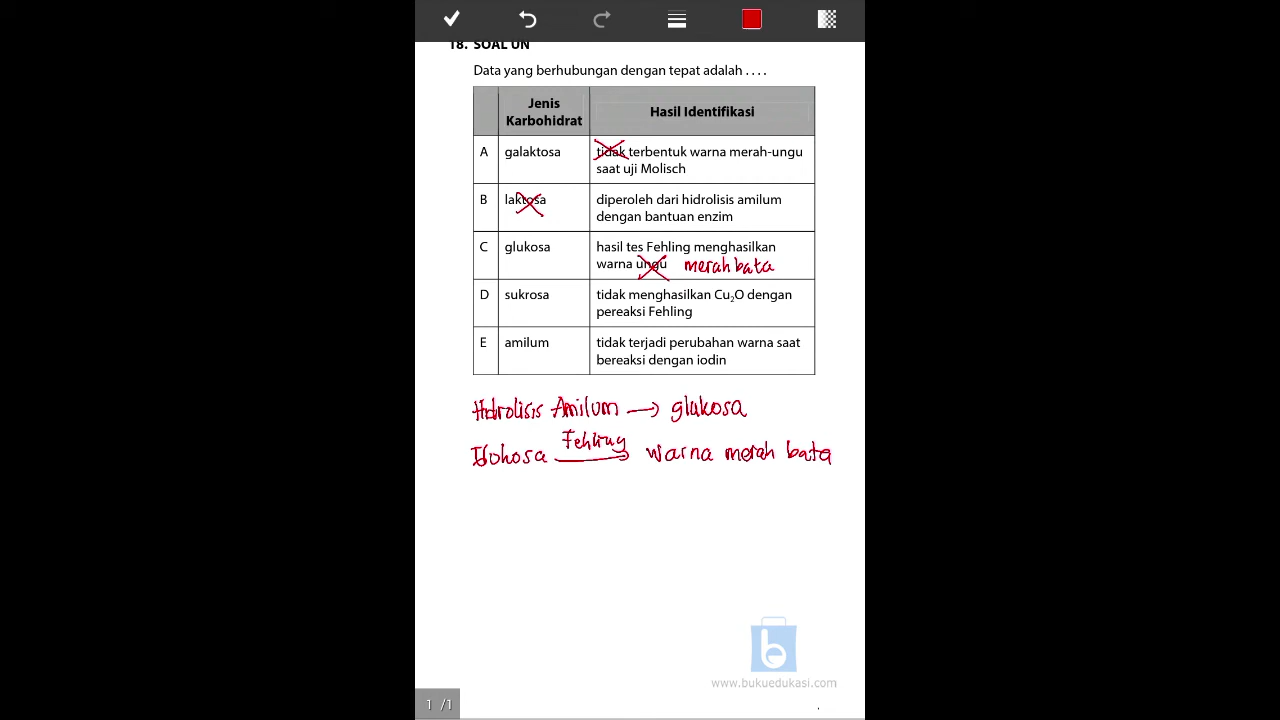 18. SOAL UN
Data yang berhubungan dengan tepat adalah . . . .
Jenis Karbohidrat
Hasil Identifikasi
A galaktosa tidak terbentuk warna merah-ungu
saat uji Molisch
B laktosa diperoleh dari hidrolisis amilum
dengan bantuan enzim
C glukosa hasil tes Fehling menghasilkan
warna ungu merah bata
D sukrosa tidak menghasilkan Cu₂O dengan
pereaksi Fehling
E amilum tidak terjadi perubahan warna saat
bereaksi dengan iodin
Hidrolisis Amilum → glukosa
Fehling
→ warna merah bata
b
www.bukuedukasi.com
1 /1